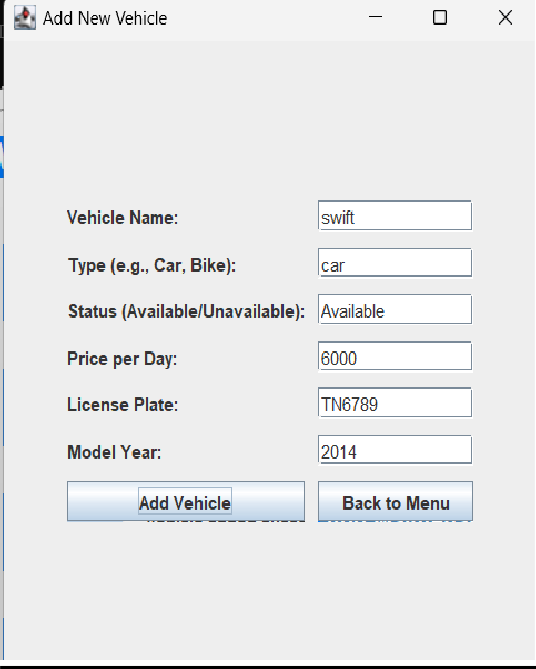 Add New Vehicle
Vehicle Name: swift
Type (e.g., Car, Bike): car
Status (Available/Unavailable): Available
Price per Day: 6000
License Plate: TN6789
Model Year: 2014
Add Vehicle Back to Menu